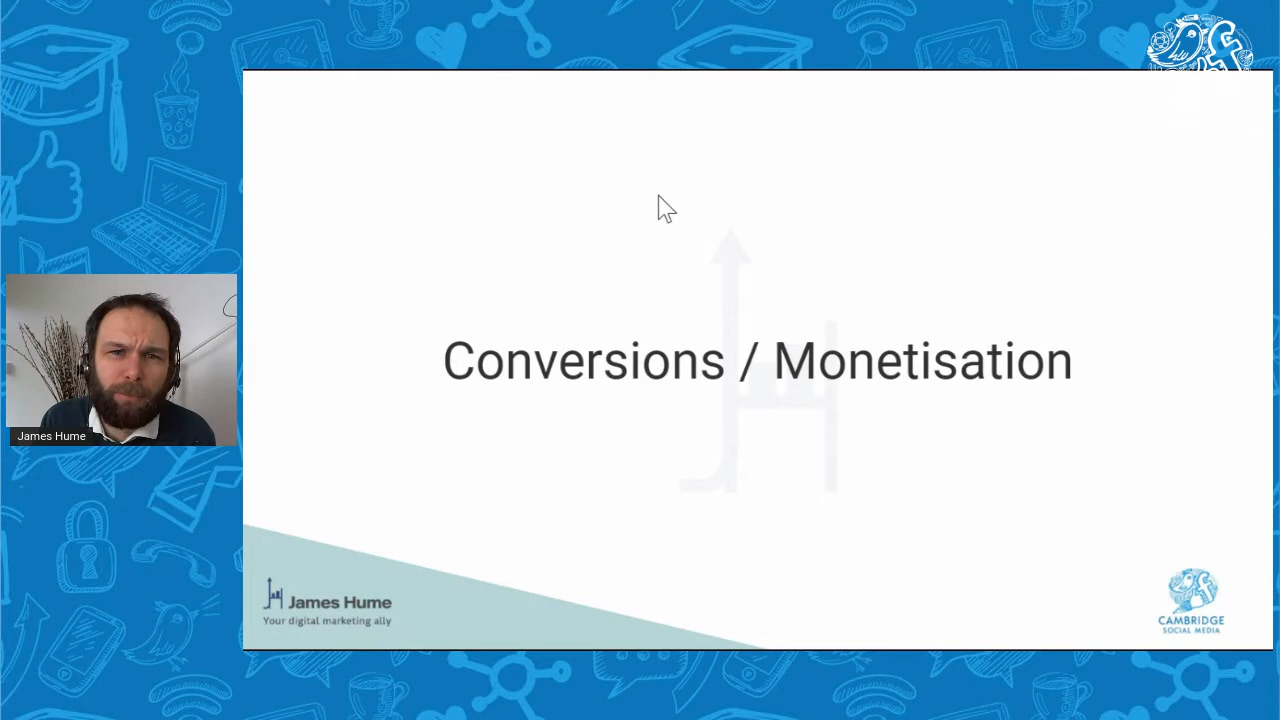 Conversions / Monetisation
James Hume
James Hume
Your digital marketing ally
CAMBRIDGE
SOCIAL MEDIA